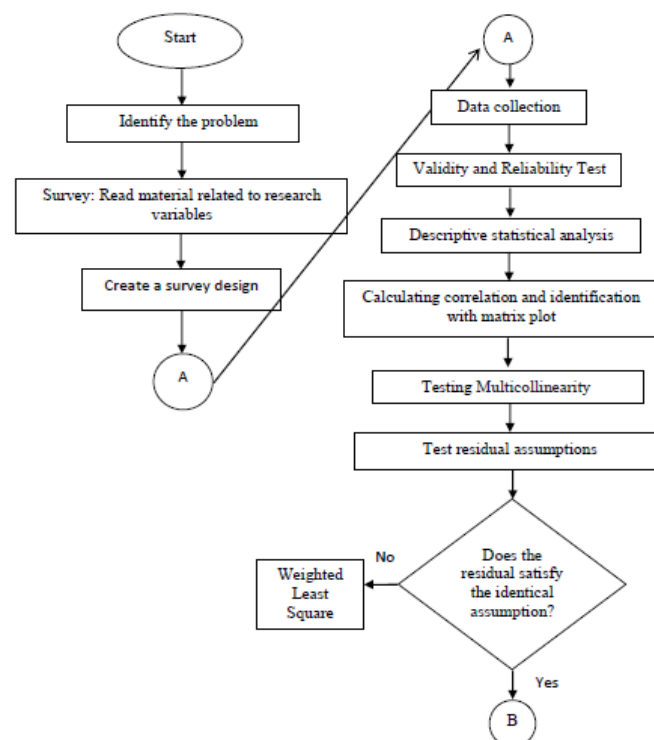 Start
Identify the problem
Survey: Read material related to research
variables
Create a survey design
A
A
Data collection
Validity and Reliability Test
Descriptive statistical analysis
Calculating correlation and identification
with matrix plot
Testing Multicollinearity
Test residual assumptions
Does the
residual satisfy
the identical
assumption?
No
Weighted
Least
Square
Yes
B